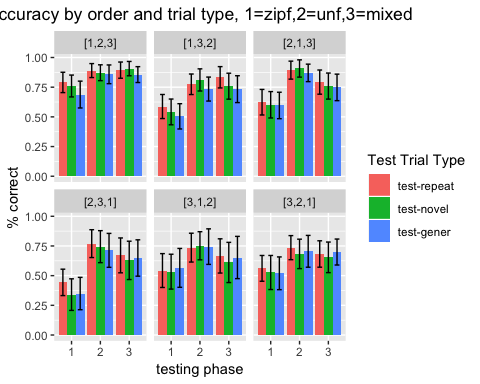 ccuracy by order and trial type, 1=zipf,2=unf,3=mixed
[1,2,3] [1,3,2] [2,1,3]
1.00
0.75
0.50
0.25
0.00
[2,3,1] [3,1,2] [3,2,1]
1.00
0.75
0.50
0.25
0.00
1 2 3 1 2 3 1 2 3
testing phase
% correct
Test Trial Type
test-repeat
test-novel
test-gener